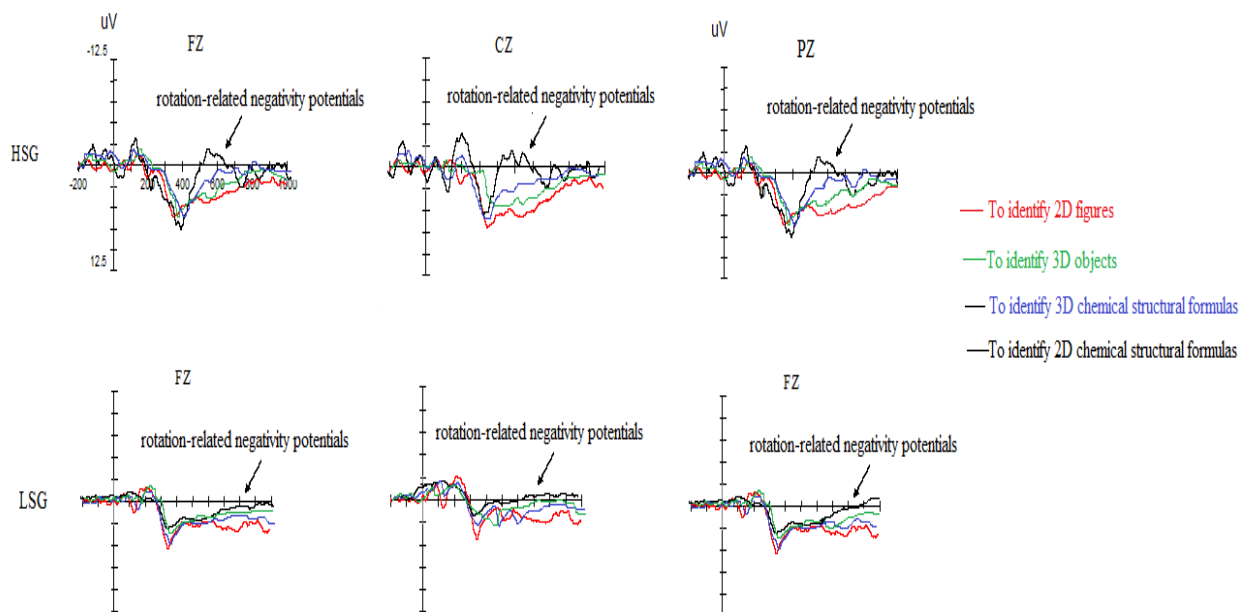 uV
FZ
CZ
uV
PZ
-12.5
rotation-related negativity potentials
rotation-related negativity potentials
rotation-related negativity potentials
HSG
-200
200
400
600
800
12.5
To identify 2D figures
To identify 3D objects
To identify 3D chemical structural formulas
To identify 2D chemical structural formulas
FZ
FZ
rotation-related negativity potentials
rotation-related negativity potentials
rotation-related negativity potentials
LSG